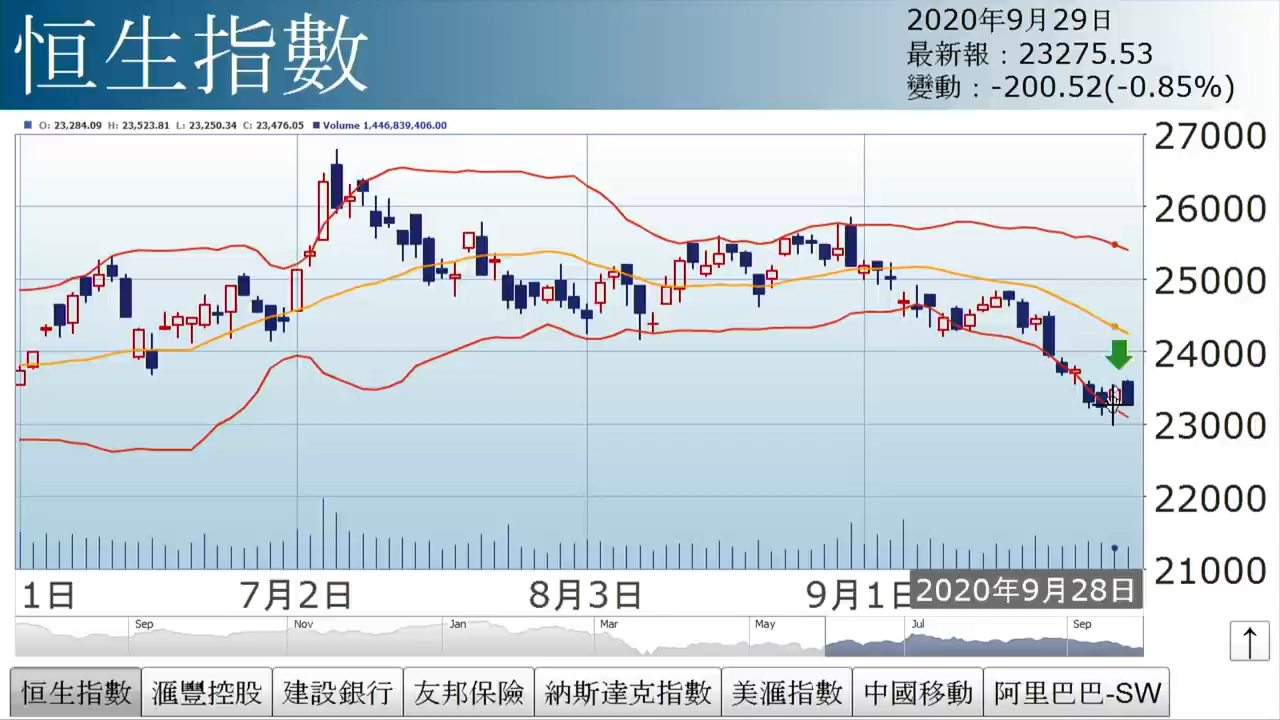 恒生指數
2020年9月29日
最新報：23275.53
變動：-200.52(-0.85%)
O: 23,284.09 H: 23,523.81 L: 23,250.34 C: 23,476.05 Volume 1,446,839,406.00
27000
26000
25000
24000
23000
22000
21000
1日 7月2日 8月3日 9月1日 2020年9月28日
Sep Nov Jan Mar May Jul Sep
↑
恒生指數 滙豐控股 建設銀行 友邦保險 納斯達克指數 美滙指數 中國移動 阿里巴巴-SW